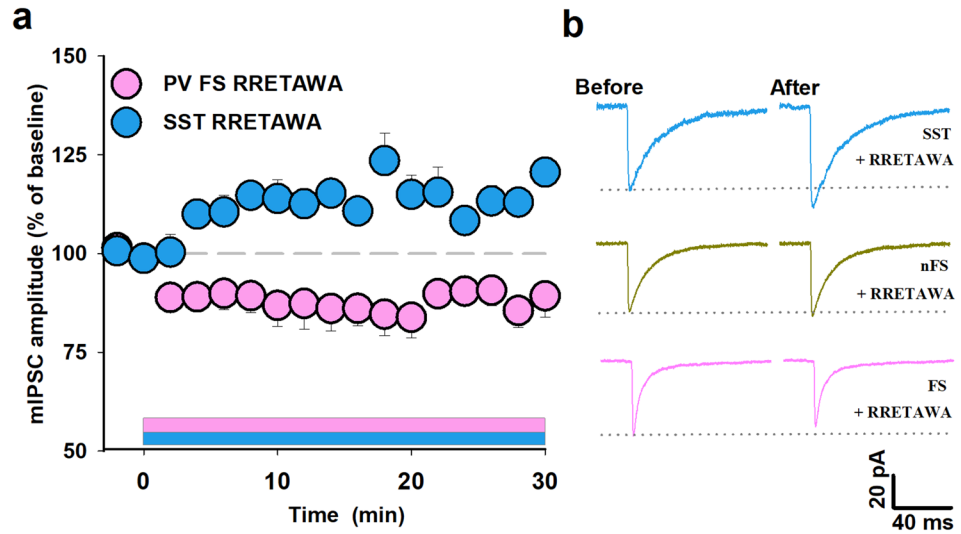 a
b
150
125
100
75
50
mIPSC amplitude (% of baseline)
PV FS RRETAWA
SST RRETAWA
0
10
20
30
Time (min)
Before
After
SST
+ RRETAWA
nFS
+ RRETAWA
FS
+ RRETAWA
20 pA
40 ms